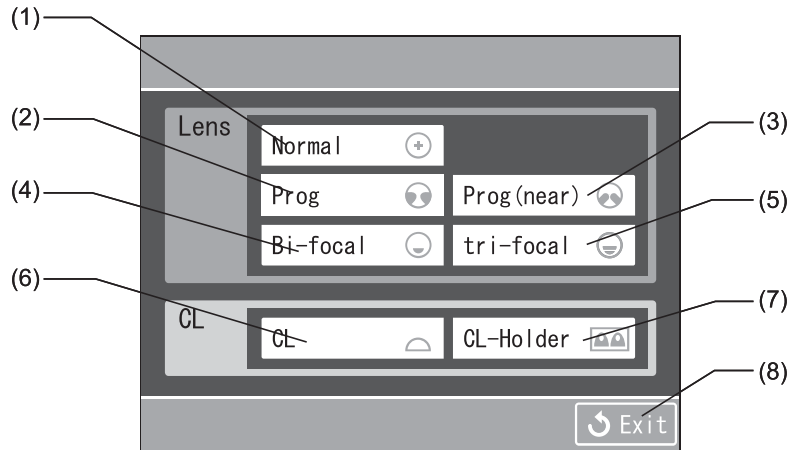 (1)
(2)
Lens
Normal
(3)
Prog
Prog(near)
(4)
(5)
Bi-focal
tri-focal
(6)
(7)
CL
CL
CL-Holder
(8)
Exit